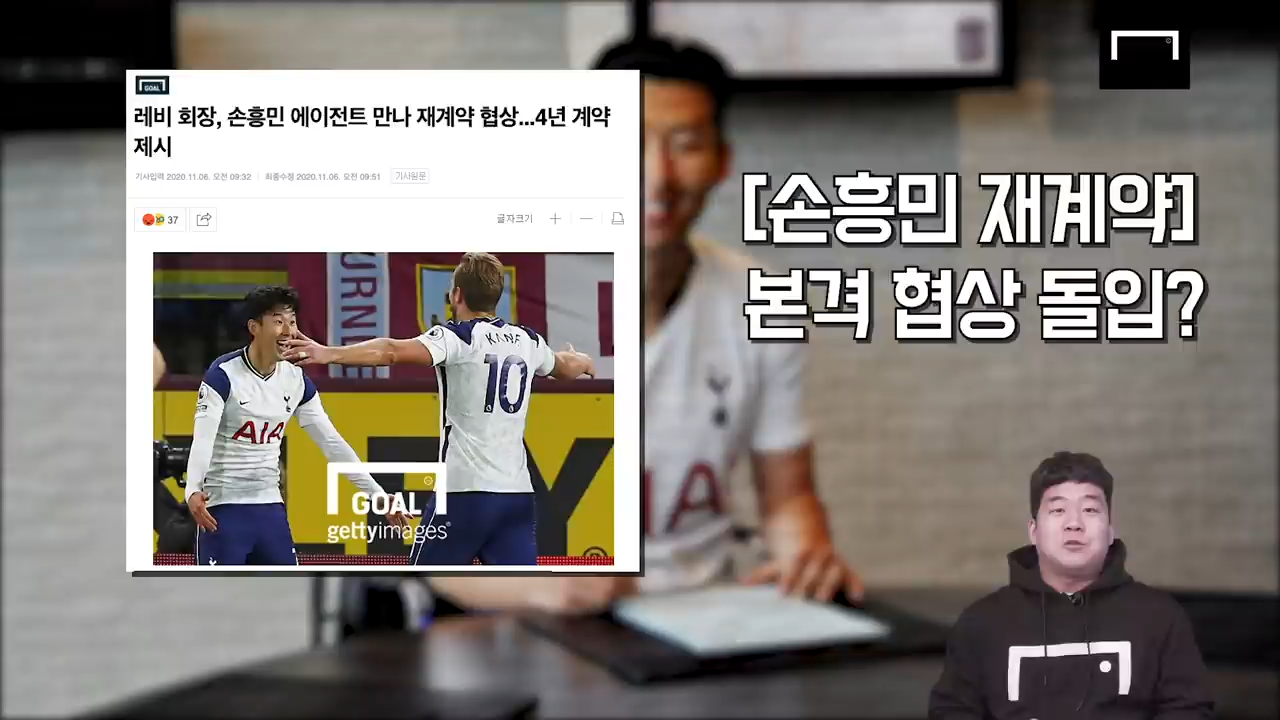 GOAL
레비 회장, 손흥민 에이전트 만나 재계약 협상...4년 계약
제시
기사입력 2020.11.06. 오전 09:32 최종수정 2020.11.06. 오전 09:51 기사원문
37
글자크기
[손흥민 재계약]
본격 협상 돌입?
KANE
10
AIA
GOAL
gettyimages
AIA